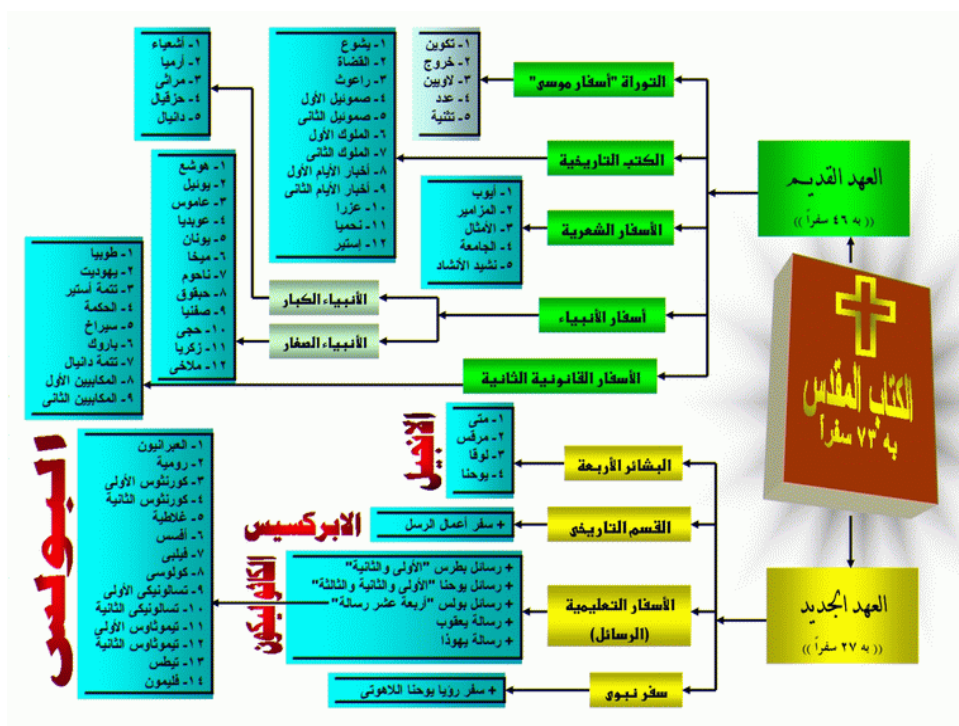 الكتاب المقدس
به ٧٣ سفراً
العهد القديم
(( به ٤٦ سفراً ))
التوراة "أسفار موسى"
١- تكوين
٢- خروج
٣- لاويين
٤- عدد
٥- تثنية
الكتب التاريخية
١- يشوع
٢- القضاة
٣- راعوث
٤- صموئيل الأول
٥- صموئيل الثانى
٦- الملوك الأول
٧- الملوك الثانى
٨- أخبار الأيام الأول
٩- أخبار الأيام الثانى
١٠- عزرا
١١- نحميا
١٢- إستير
الأسفار الشعرية
١- أيوب
٢- المزامير
٣- الأمثال
٤- الجامعة
٥- نشيد الأنشاد
أسفار الأنبياء
الأنبياء الكبار
١- أشعياء
٢- أرميا
٣- مراثى
٤- حزقيال
٥- دانيال
الأنبياء الصغار
١- هوشع
٢- يوئيل
٣- عاموس
٤- عوبديا
٥- يونان
٦- ميخا
٧- ناحوم
٨- حبقوق
٩- صفنيا
١٠- حجى
١١- زكريا
١٢- ملاخى
الأسفار القانونية الثانية
١- طوبيا
٢- يهوديت
٣- تتمة أستير
٤- الحكمة
٥- سيراخ
٦- باروك
٧- تتمة دانيال
٨- المكابيين الأول
٩- المكابيين الثانى
العهد الجديد
(( به ٢٧ سفراً ))
البشائر الأربعة
١- متى
٢- مرقس
٣- لوقا
٤- يوحنا
الانجيل
القسم التاريخى
+ سفر أعمال الرسل
الابركسيس
الأسفار التعليمية
(الرسائل)
+ رسائل بطرس "الأولى والثانية"
+ رسائل يوحنا "الأولى والثانية والثالثة"
+ رسائل بولس "أربعة عشر رسالة"
+ رسالة يعقوب
+ رسالة يهوذا
الكاثوليكون
١- العبرانيون
٢- رومية
٣- كورنثوس الأولى
٤- كورنثوس الثانية
٥- غلاطية
٦- أفسس
٧- فيلبى
٨- كولوسى
٩- تسالونيكى الأولى
١٠- تسالونيكى الثانية
١١- تيموثاوس الأولى
١٢- تيموثاوس الثانية
١٣- تيطس
١٤- فليمون
البولس
سفر نبوى
+ سفر رؤيا يوحنا اللاهوتى